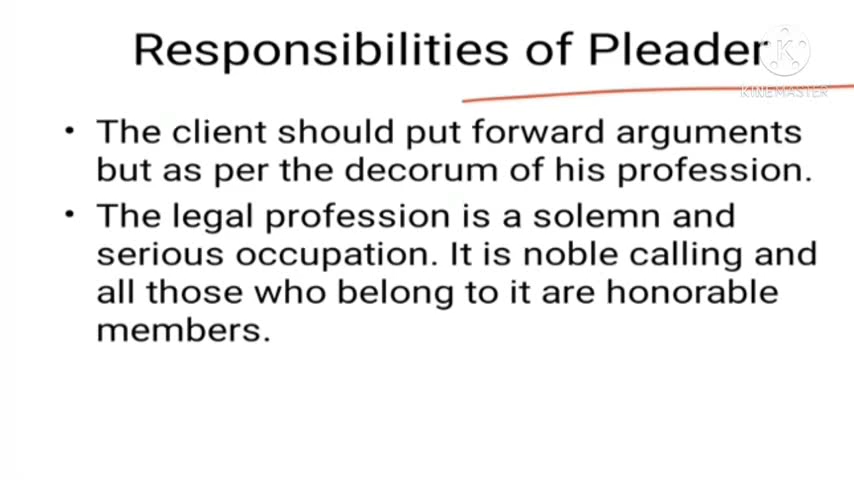 Responsibilities of Pleader
K
KINEMASTER
• The client should put forward arguments
but as per the decorum of his profession.
• The legal profession is a solemn and
serious occupation. It is noble calling and
all those who belong to it are honorable
members.